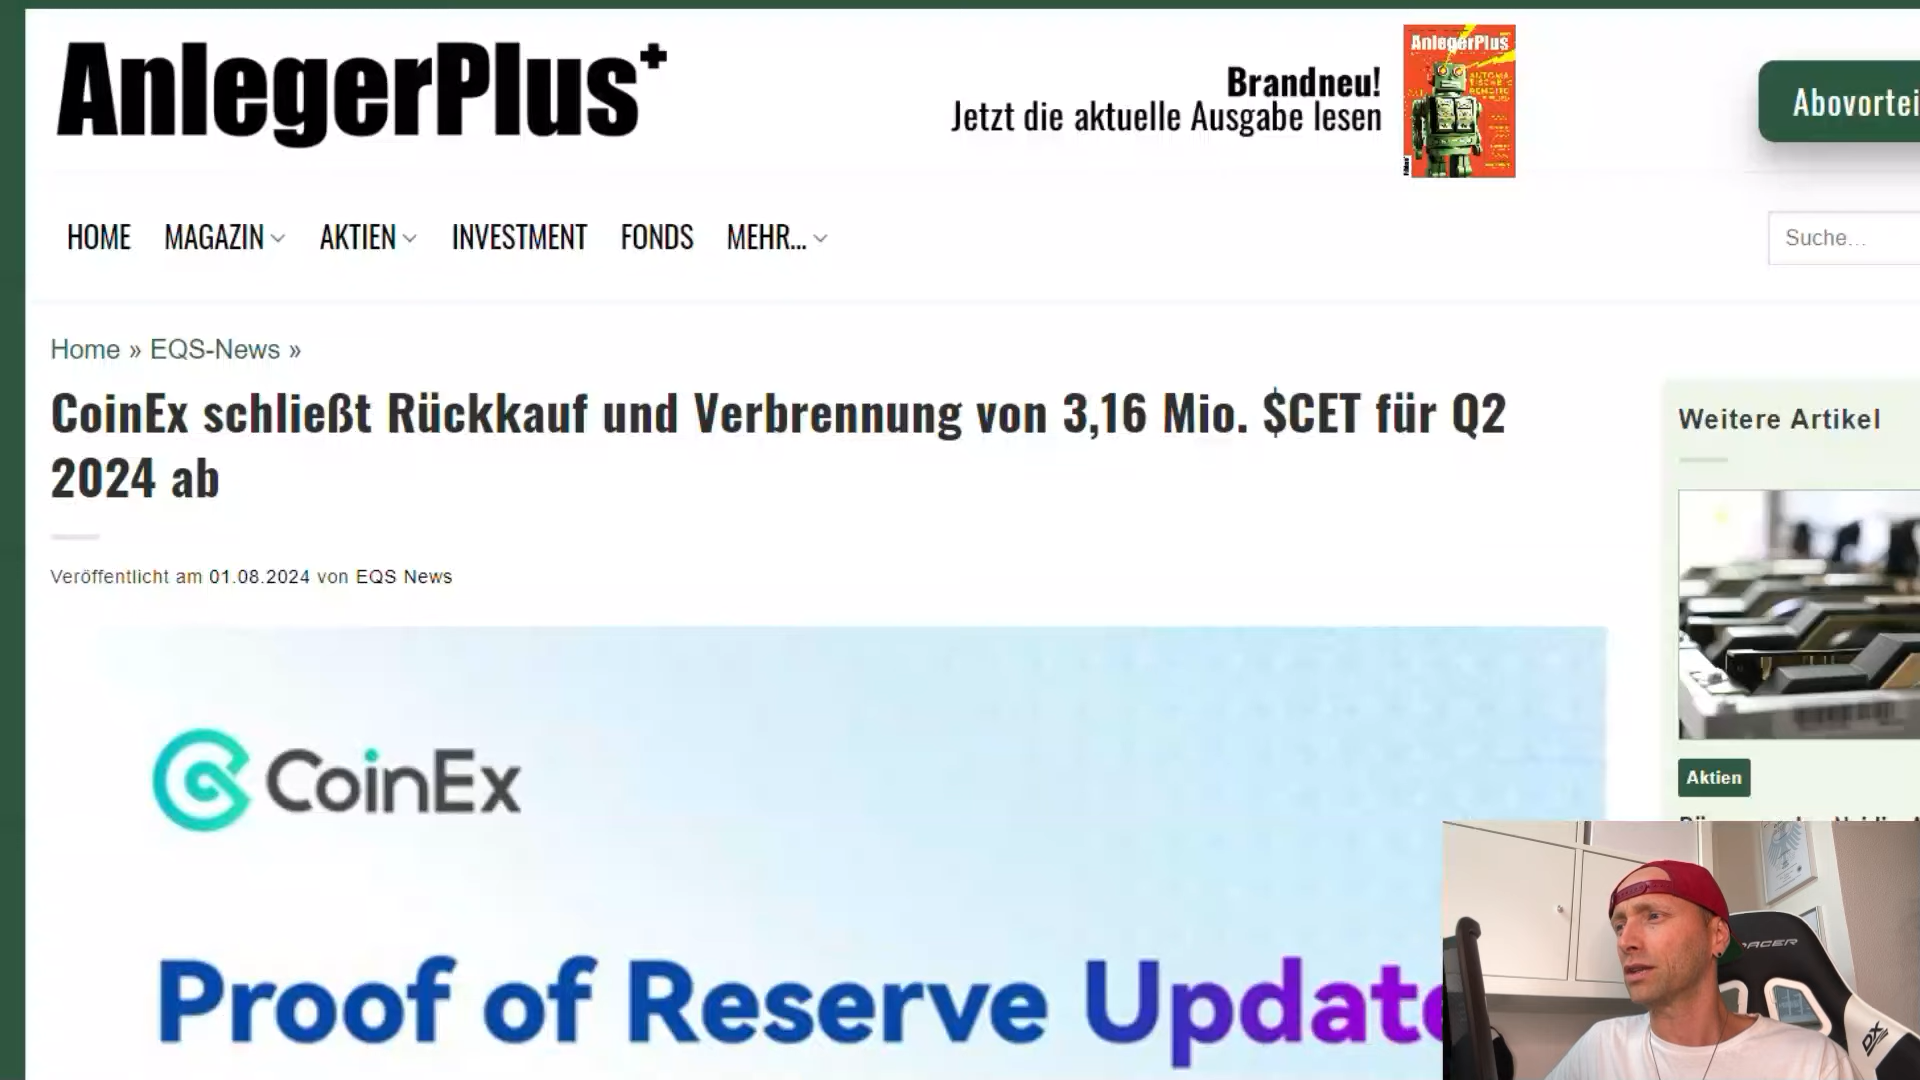 AnlegerPlus+
Brandneu!
Jetzt die aktuelle Ausgabe lesen
AnlegerPlus
HOME MAGAZIN AKTIEN INVESTMENT FONDS MEHR...
Suche...
Home » EQS-News »
CoinEx schließt Rückkauf und Verbrennung von 3,16 Mio. $CET für Q2
2024 ab
Veröffentlicht am 01.08.2024 von EQS News
Weitere Artikel
Aktien
CoinEx
Proof of Reserve Update
DX